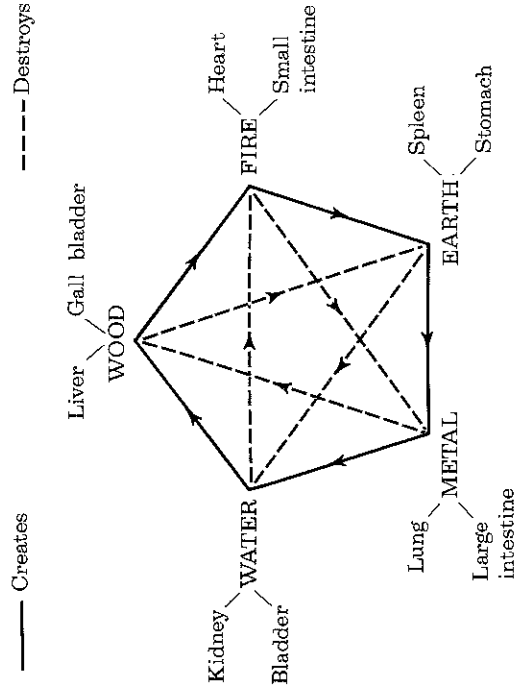 Creates
Destroys
Liver
Gall bladder
WOOD
Kidney
WATER
Bladder
Heart
FIRE
Small
intestine
Lung
METAL
Large
intestine
Spleen
EARTH
Stomach